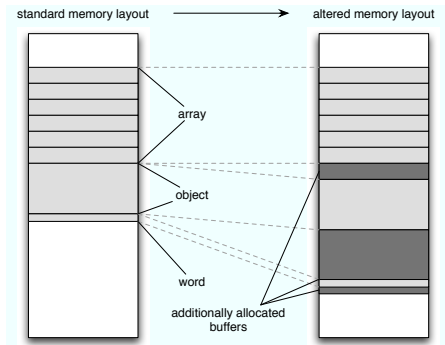 standard memory layout
altered memory layout
array
object
word
additionally allocated
buffers